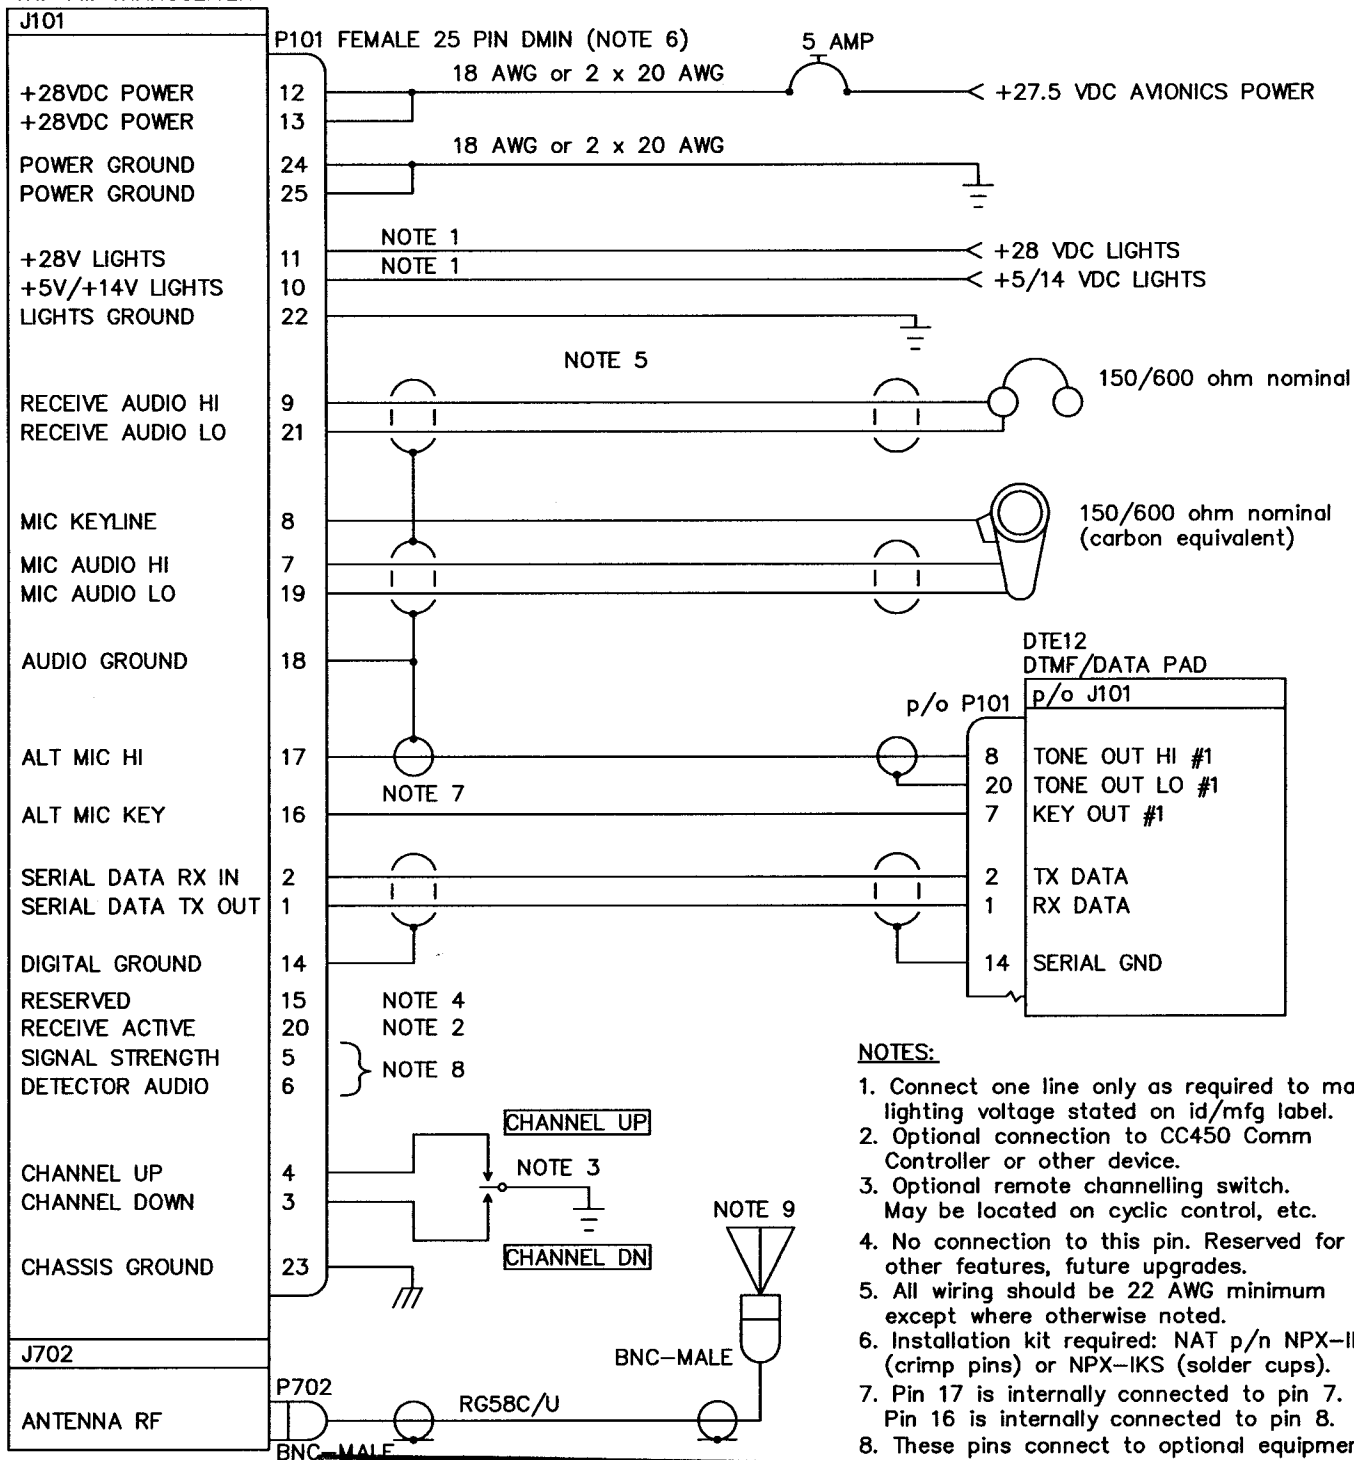 J101
P101 FEMALE 25 PIN DMIN (NOTE 6)
5 AMP
18 AWG or 2 x 20 AWG
+28VDC POWER 12
+27.5 VDC AVIONICS POWER
+28VDC POWER 13
18 AWG or 2 x 20 AWG
POWER GROUND 24
POWER GROUND 25
NOTE 1
+28V LIGHTS 11
+28 VDC LIGHTS
NOTE 1
+5V/+14V LIGHTS 10
+5/14 VDC LIGHTS
LIGHTS GROUND 22
NOTE 5
150/600 ohm nominal
RECEIVE AUDIO HI 9
RECEIVE AUDIO LO 21
MIC KEYLINE 8
150/600 ohm nominal
(carbon equivalent)
MIC AUDIO HI 7
MIC AUDIO LO 19
AUDIO GROUND 18
DTE12
DTMF/DATA PAD
p/o P101
p/o J101
ALT MIC HI 17
8 TONE OUT HI #1
20 TONE OUT LO #1
NOTE 7
ALT MIC KEY 16
7 KEY OUT #1
SERIAL DATA RX IN 2
2 TX DATA
SERIAL DATA TX OUT 1
1 RX DATA
DIGITAL GROUND 14
14 SERIAL GND
RESERVED 15 NOTE 4
RECEIVE ACTIVE 20 NOTE 2
SIGNAL STRENGTH 5
NOTE 8
DETECTOR AUDIO 6
CHANNEL UP
CHANNEL UP 4
NOTE 3
CHANNEL DOWN 3
CHANNEL DN
CHASSIS GROUND 23
NOTE 9
BNC-MALE
J702
P702
RG58C/U
ANTENNA RF
BNC-MALE
NOTES:
1. Connect one line only as required to
lighting voltage stated on id/mfg label.
2. Optional connection to CC450 Comm
Controller or other device.
3. Optional remote channelling switch.
May be located on cyclic control, etc.
4. No connection to this pin. Reserved for
other features, future upgrades.
5. All wiring should be 22 AWG minimum
except where otherwise noted.
6. Installation kit required: NAT p/n
(crimp pins) or NPX-IKS (solder cups).
7. Pin 17 is internally connected to pin 7.
Pin 16 is internally connected to pin 8.
8. These pins connect to optional